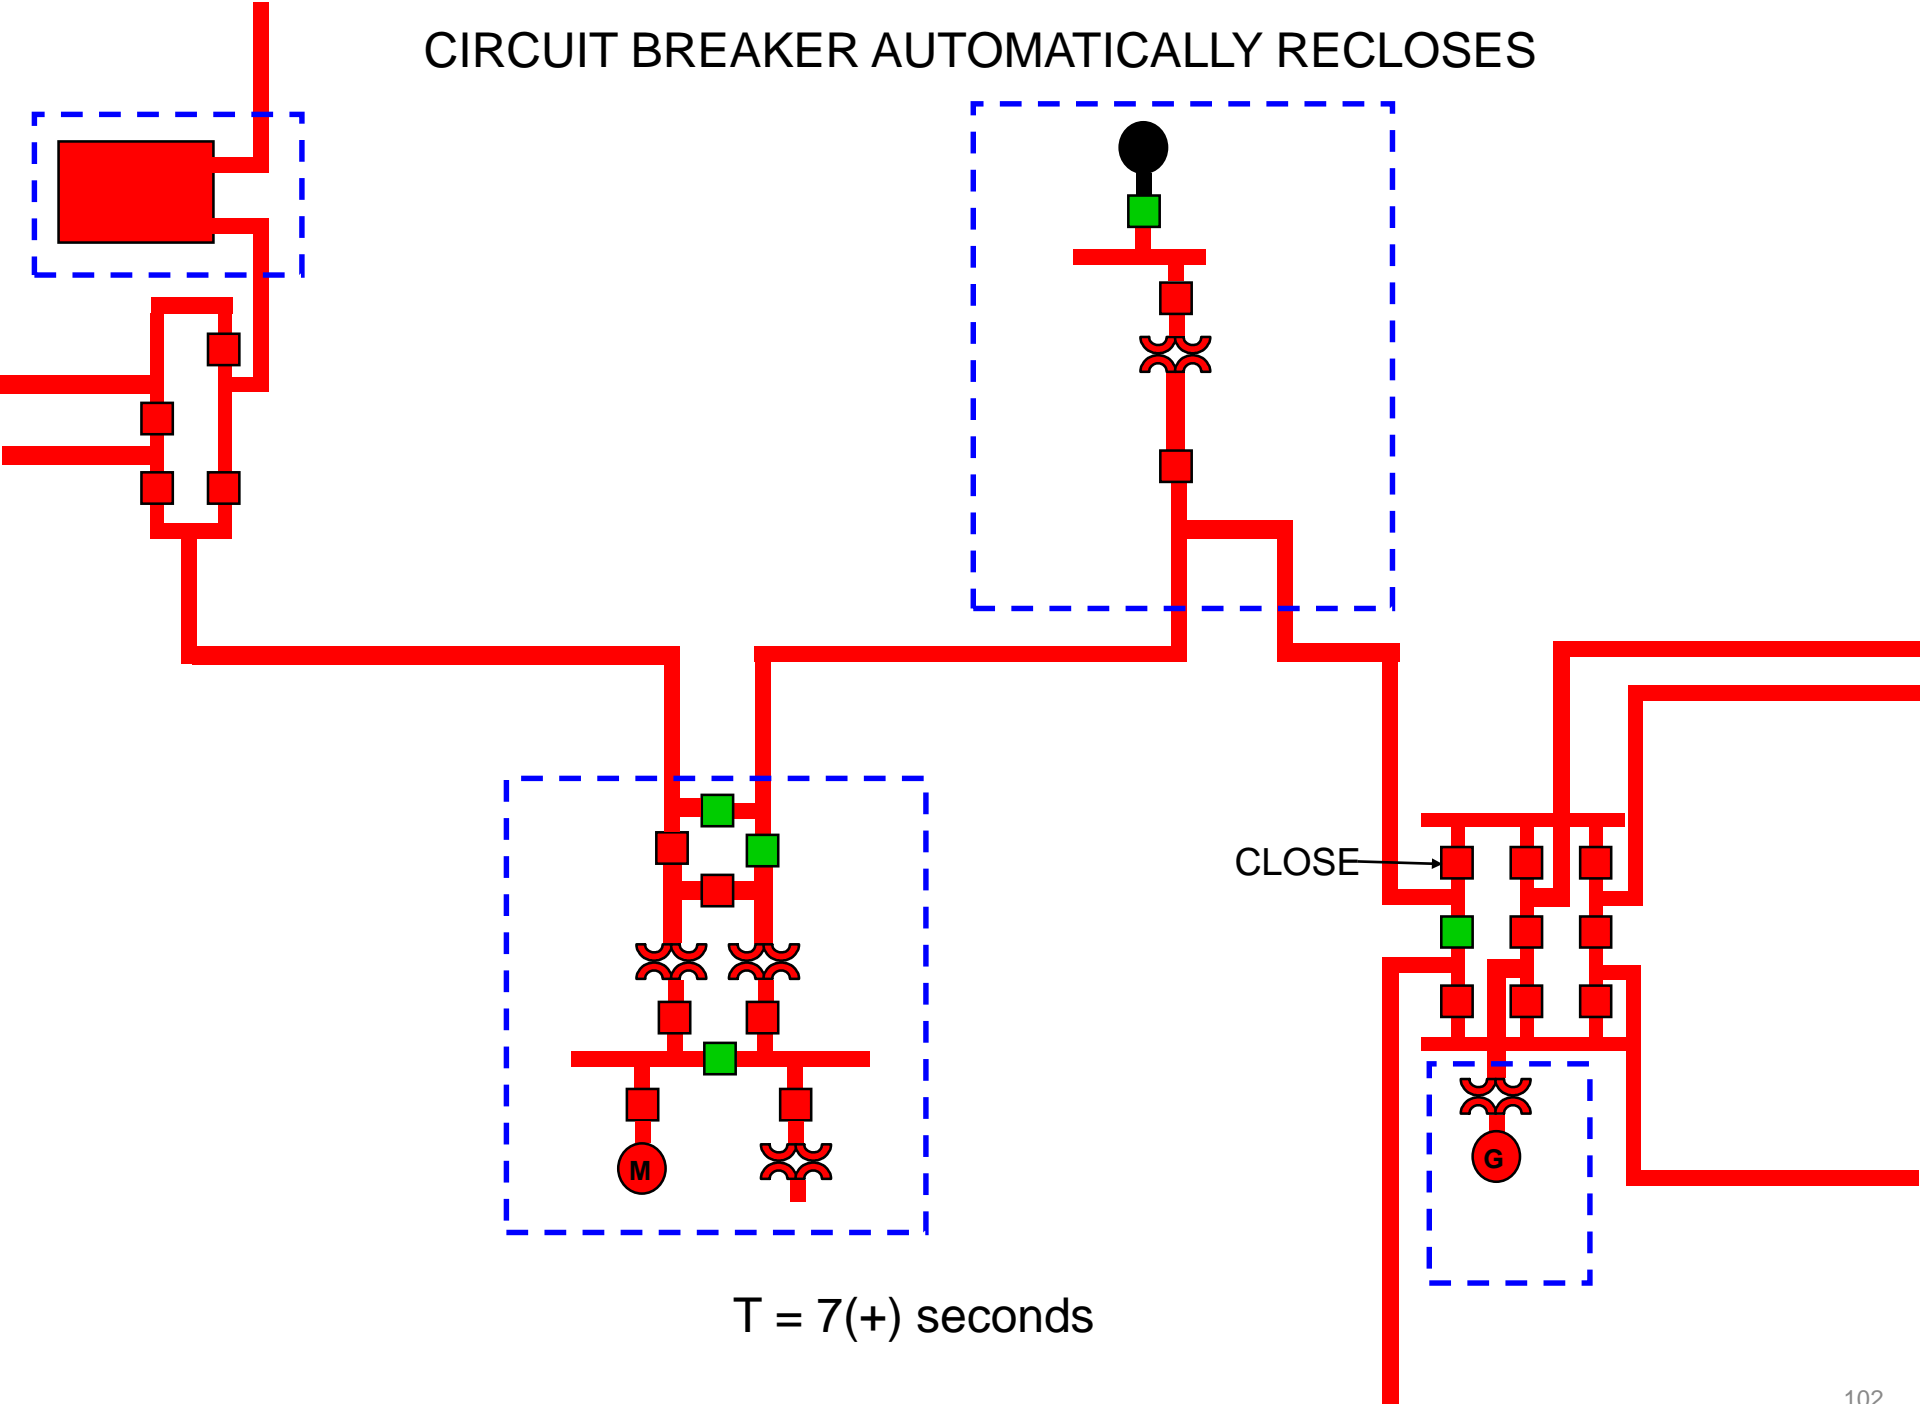 CIRCUIT BREAKER AUTOMATICALLY RECLOSES
CLOSE
M
G
T = 7(+) seconds
102